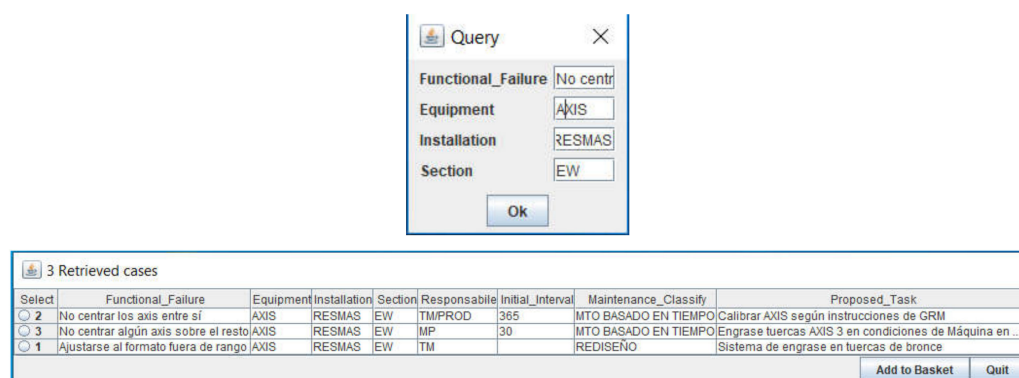 Query
Functional_Failure No centr
Equipment AXIS
Installation RESMAS
Section EW
Ok
3 Retrieved cases
Select Functional_Failure Equipment Installation Section Responsabile Initial_Interval Maintenance_Classify Proposed_Task
2 No centrar los axis entre sí AXIS RESMAS EW TM/PROD 365 MTO BASADO EN TIEMPO Calibrar AXIS según instrucciones de GRM
3 No centrar algún axis sobre el resto AXIS RESMAS EW MP 30 MTO BASADO EN TIEMPO Engrase tuercas AXIS 3 en condiciones de Máquina en ..
1 Ajustarse al formato fuera de rango AXIS RESMAS EW TM REDISEÑO Sistema de engrase en tuercas de bronce
Add to Basket Quit